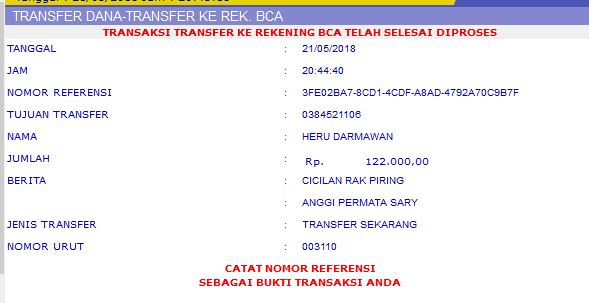 TRANSFER DANA-TRANSFER KE REK. BCA
TRANSAKSI TRANSFER KE REKENING BCA TELAH SELESAI DIPROSES
TANGGAL : 21/05/2018
JAM : 20:44:40
NOMOR REFERENSI : 3FE02BA7-8CD1-4CDF-A8AD-4792A70C9B7F
TUJUAN TRANSFER : 0384521106
NAMA : HERU DARMAWAN
JUMLAH : Rp. 122.000,00
BERITA : CICILAN RAK PIRING
: ANGGI PERMATA SARY
JENIS TRANSFER : TRANSFER SEKARANG
NOMOR URUT : 003110
CATAT NOMOR REFERENSI
SEBAGAI BUKTI TRANSAKSI ANDA